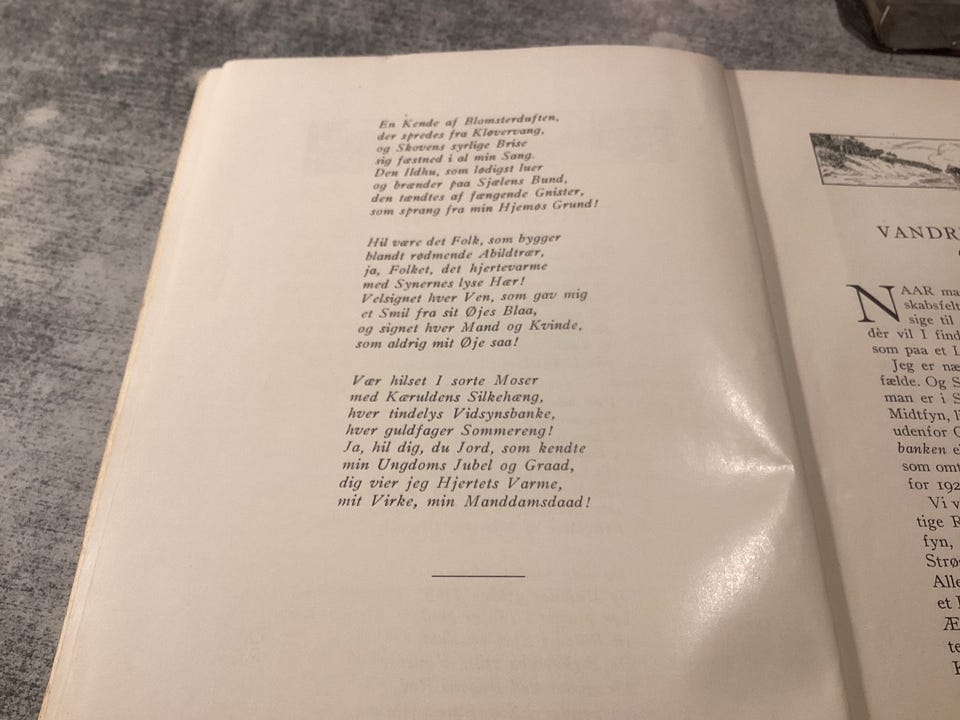 En Kende af Blomsterduften,
der spredes fra Kløvervang,
og Skovens syrlige Brise
sig fæstned i al min Sang.
Den Ildhu, som lødigst luer
og brænder paa Sjælens Bund,
den tændtes af fængende Gnister,
som sprang fra min Hjemøs Grund!
Hil være det Folk, som bygger
blandt rødmende Abildtrær,
ja, Folket, det hjertevarme
med Synernes lyse Hær!
Velsignet hver Ven, som gav mig
et Smil fra sit Øjes Blaa,
og signet hver Mand og Kvinde,
som aldrig mit Øje saa!
Vær hilset I sorte Moser
med Kæruldens Silkehæng,
hver tindelys Vidsynsbanke,
hver guldfager Sommereng!
Ja, hil dig, du Jord, som kendte
min Ungdoms Jubel og Graad,
dig vier jeg Hjertets Varme,
mit Virke, min Manddamsdaad!
VANDR
NAAR ma
skabsfelt
sige til
dèr vil I find
som paa et L
Jeg er næ
fælde. Og S
man er i S
Midtfyn, l
udenfor
banken e
som omt
for 192
Vi v
tige F
fyn,
Strø
Alle
et
Æ
te